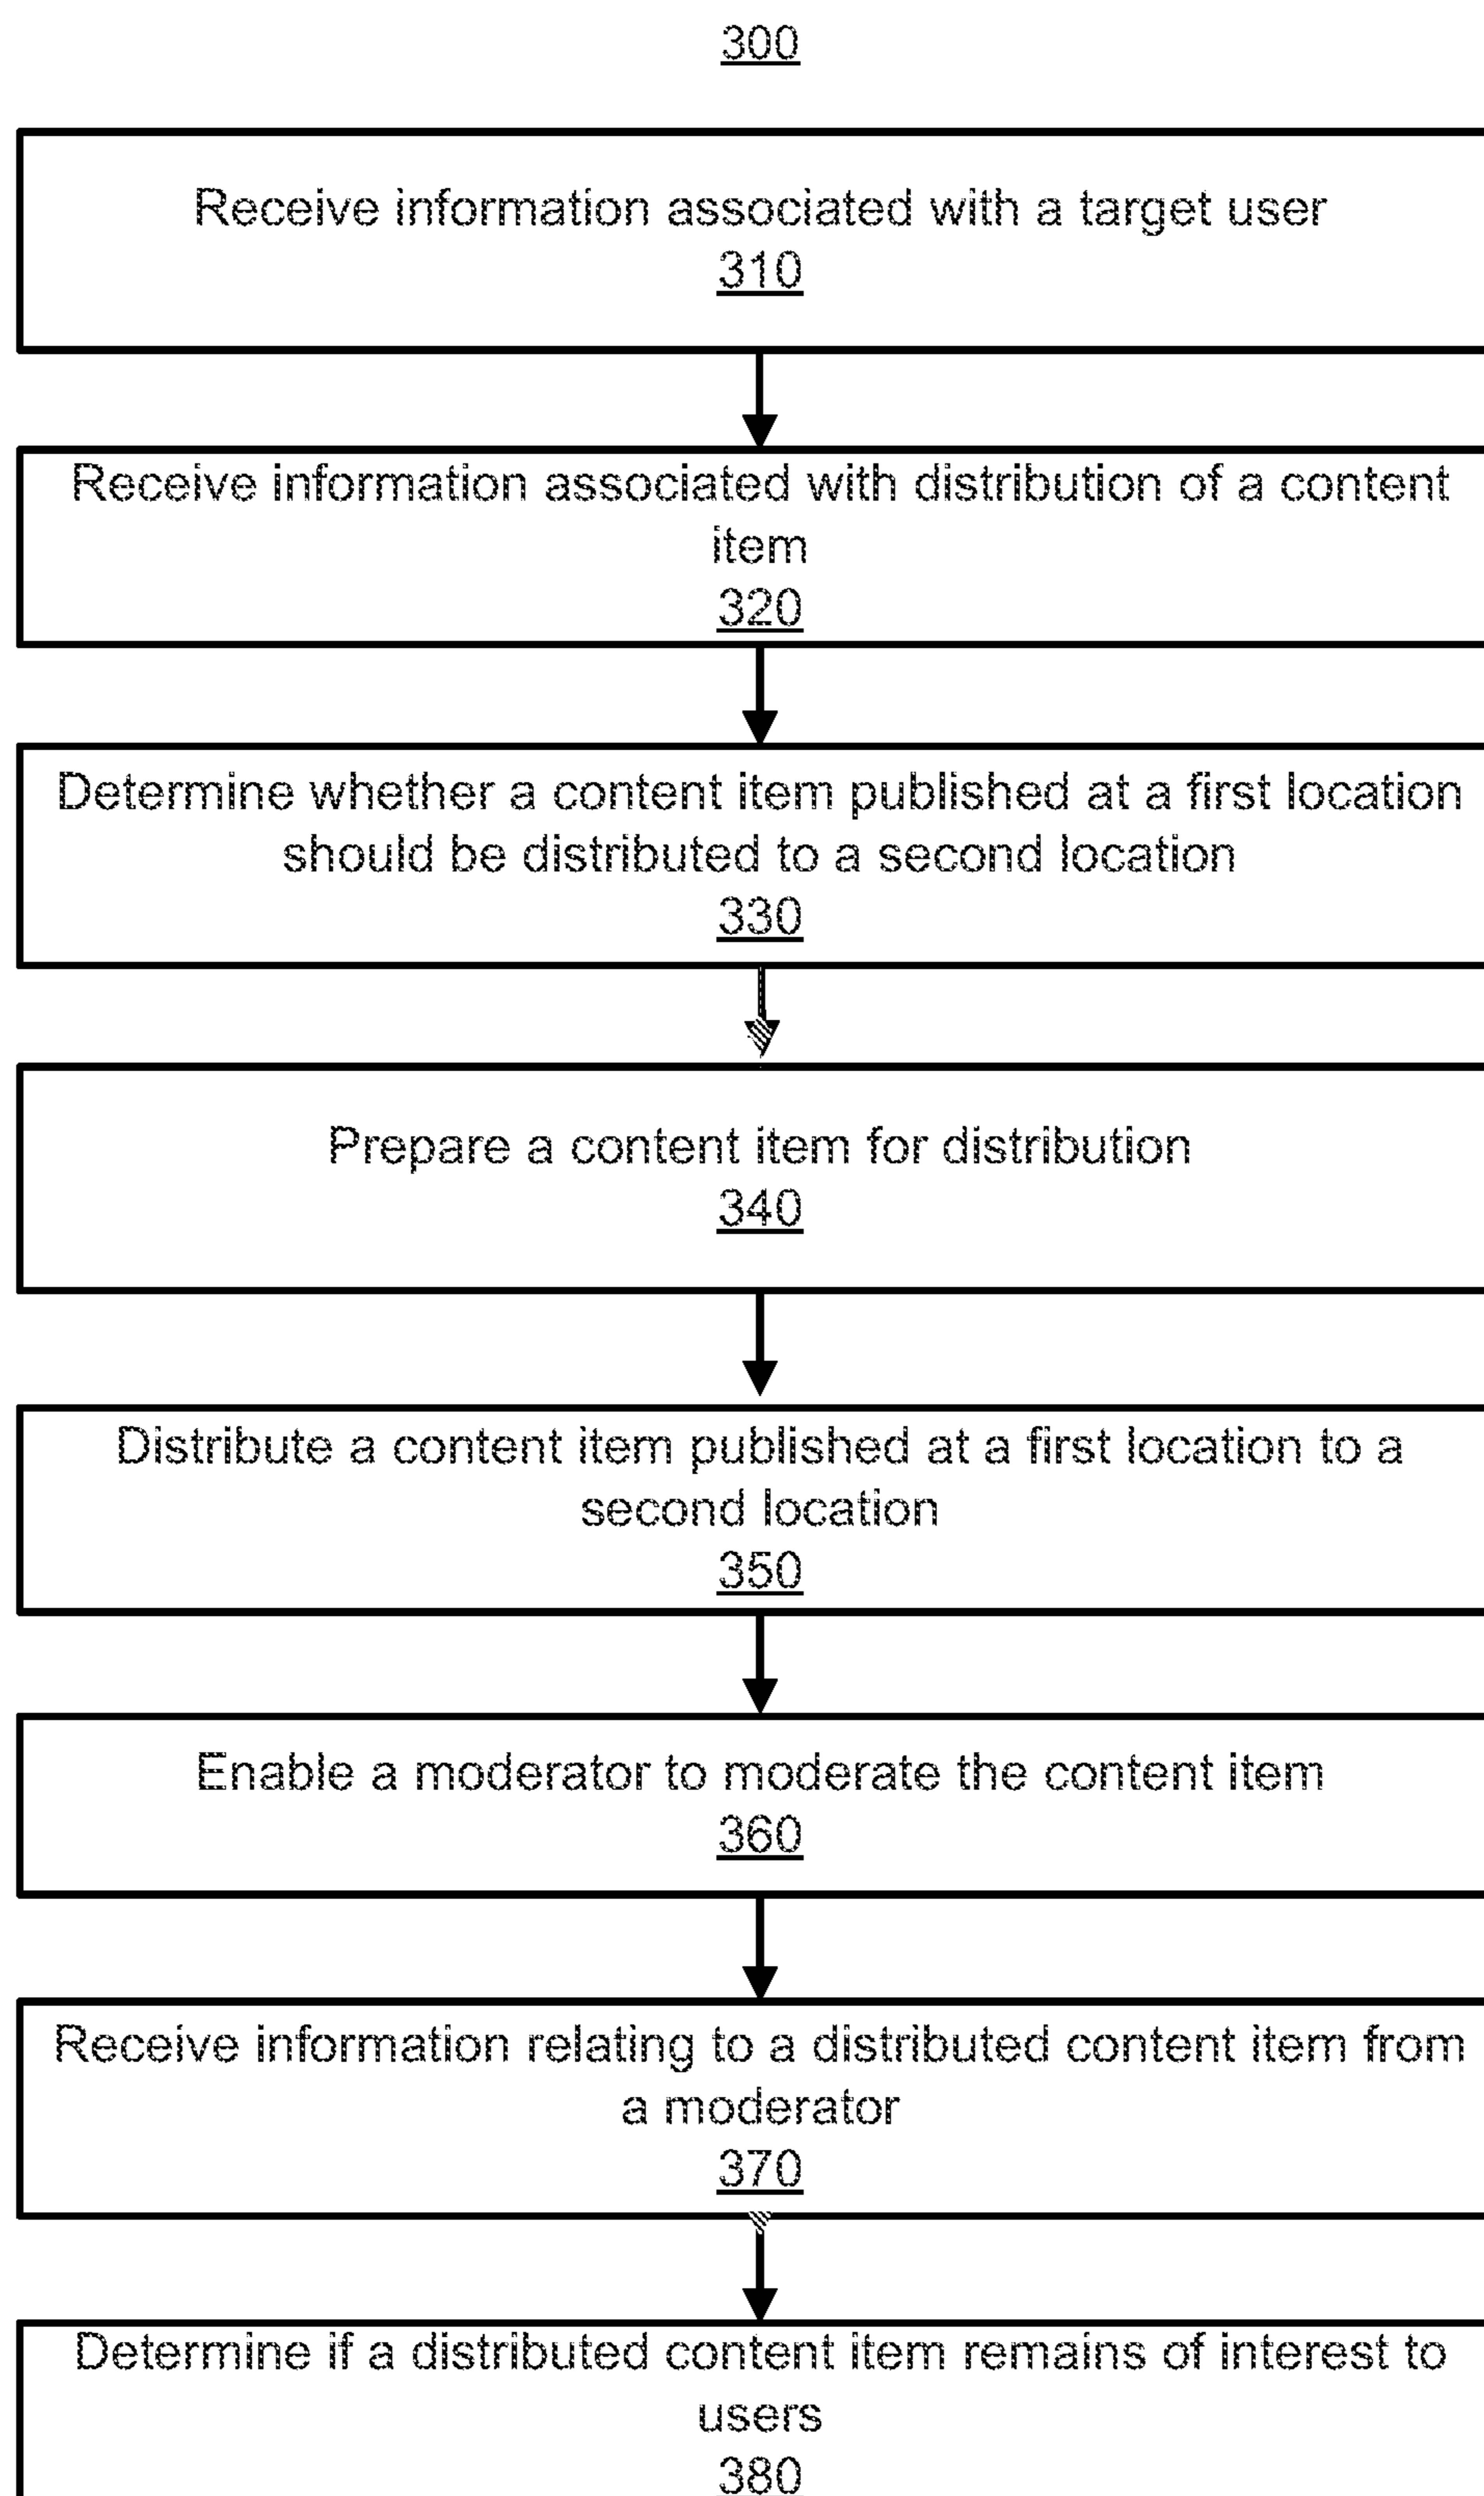 300
Receive information associated with a target user
310
Receive information associated with distribution of a content
item
320
Determine whether a content item published at a first location
should be distributed to a second location
330
Prepare a content item for distribution
340
Distribute a content item published at a first location to a
second location
350
Enable a moderator to moderate the content item
360
Receive information relating to a distributed content item from
a moderator
370
Determine if a distributed content item remains of interest to
users
380